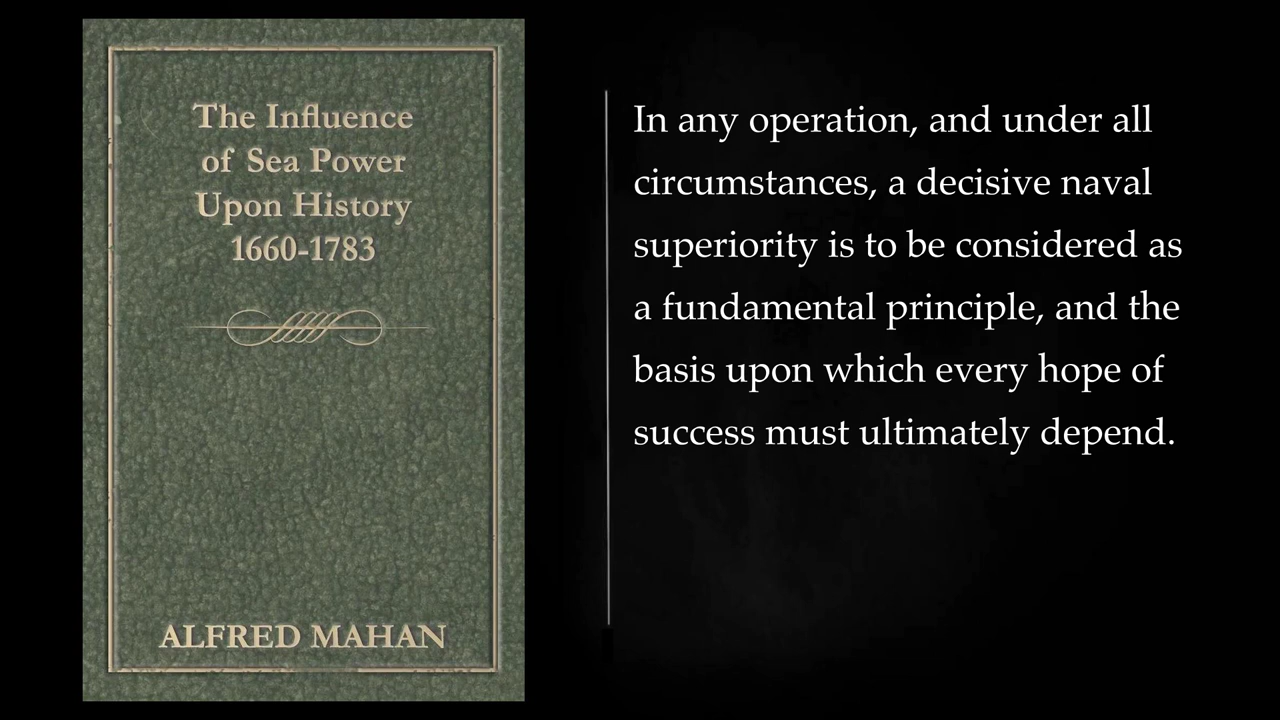 The Influence
of Sea Power
Upon History
1660-1783
ALFRED MAHAN
In any operation, and under all
circumstances, a decisive naval
superiority is to be considered as
a fundamental principle, and the
basis upon which every hope of
success must ultimately depend.